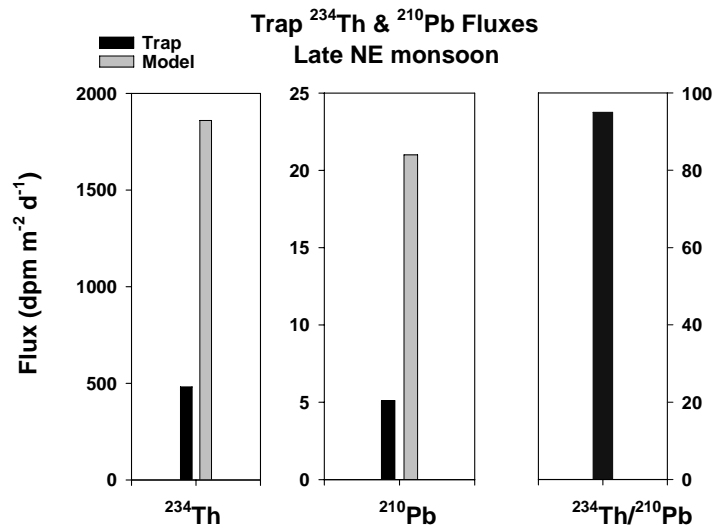 Trap ²³⁴Th & ²¹⁰Pb Fluxes
Late NE monsoon
Trap
Model
Flux (dpm m⁻² d⁻¹)
2000
1500
1000
500
0
²³⁴Th
25
20
15
10
5
0
²¹⁰Pb
100
80
60
40
20
0
²³⁴Th/²¹⁰Pb